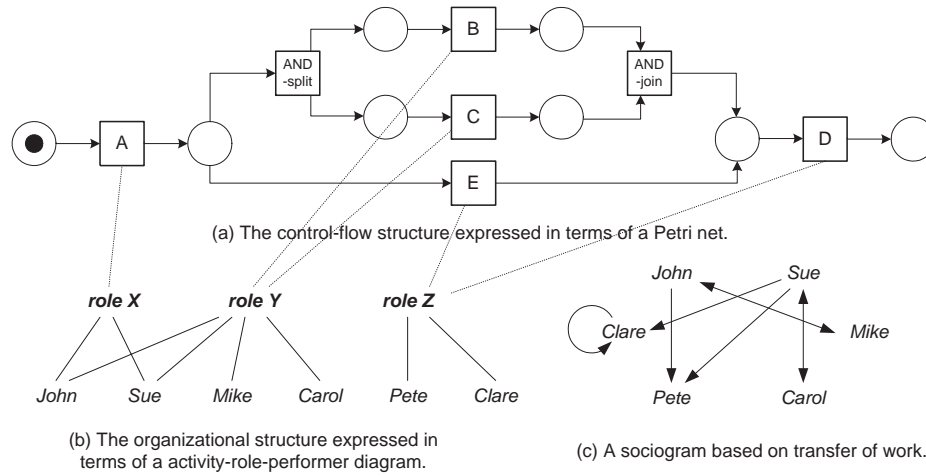 B
AND
-split
AND
-join
C
A
D
E
(a) The control-flow structure expressed in terms of a Petri net.
John
Sue
role X
role Y
role Z
Clare
Mike
John
Sue
Mike
Carol
Pete
Clare
Pete
Carol
(b) The organizational structure expressed in
terms of a activity-role-performer diagram.
(c) A sociogram based on transfer of work.